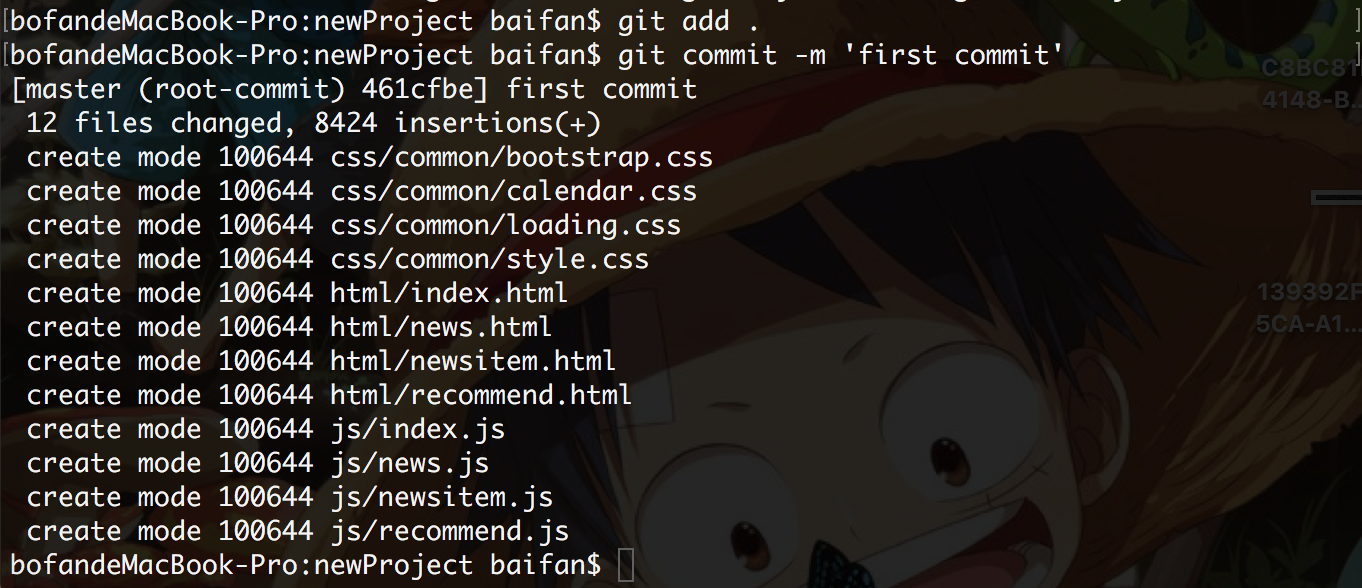 bofandeMacBook-Pro:newProject baifan$ git add .
bofandeMacBook-Pro:newProject baifan$ git commit -m 'first commit'
[master (root-commit) 461cfbe] first commit
12 files changed, 8424 insertions(+)
create mode 100644 css/common/bootstrap.css
create mode 100644 css/common/calendar.css
create mode 100644 css/common/loading.css
create mode 100644 css/common/style.css
create mode 100644 html/index.html
create mode 100644 html/news.html
create mode 100644 html/newsitem.html
create mode 100644 html/recommend.html
create mode 100644 js/index.js
create mode 100644 js/news.js
create mode 100644 js/newsitem.js
create mode 100644 js/recommend.js
bofandeMacBook-Pro:newProject baifan$
C8BC81
4148-B...
139392F
5CA-A1...